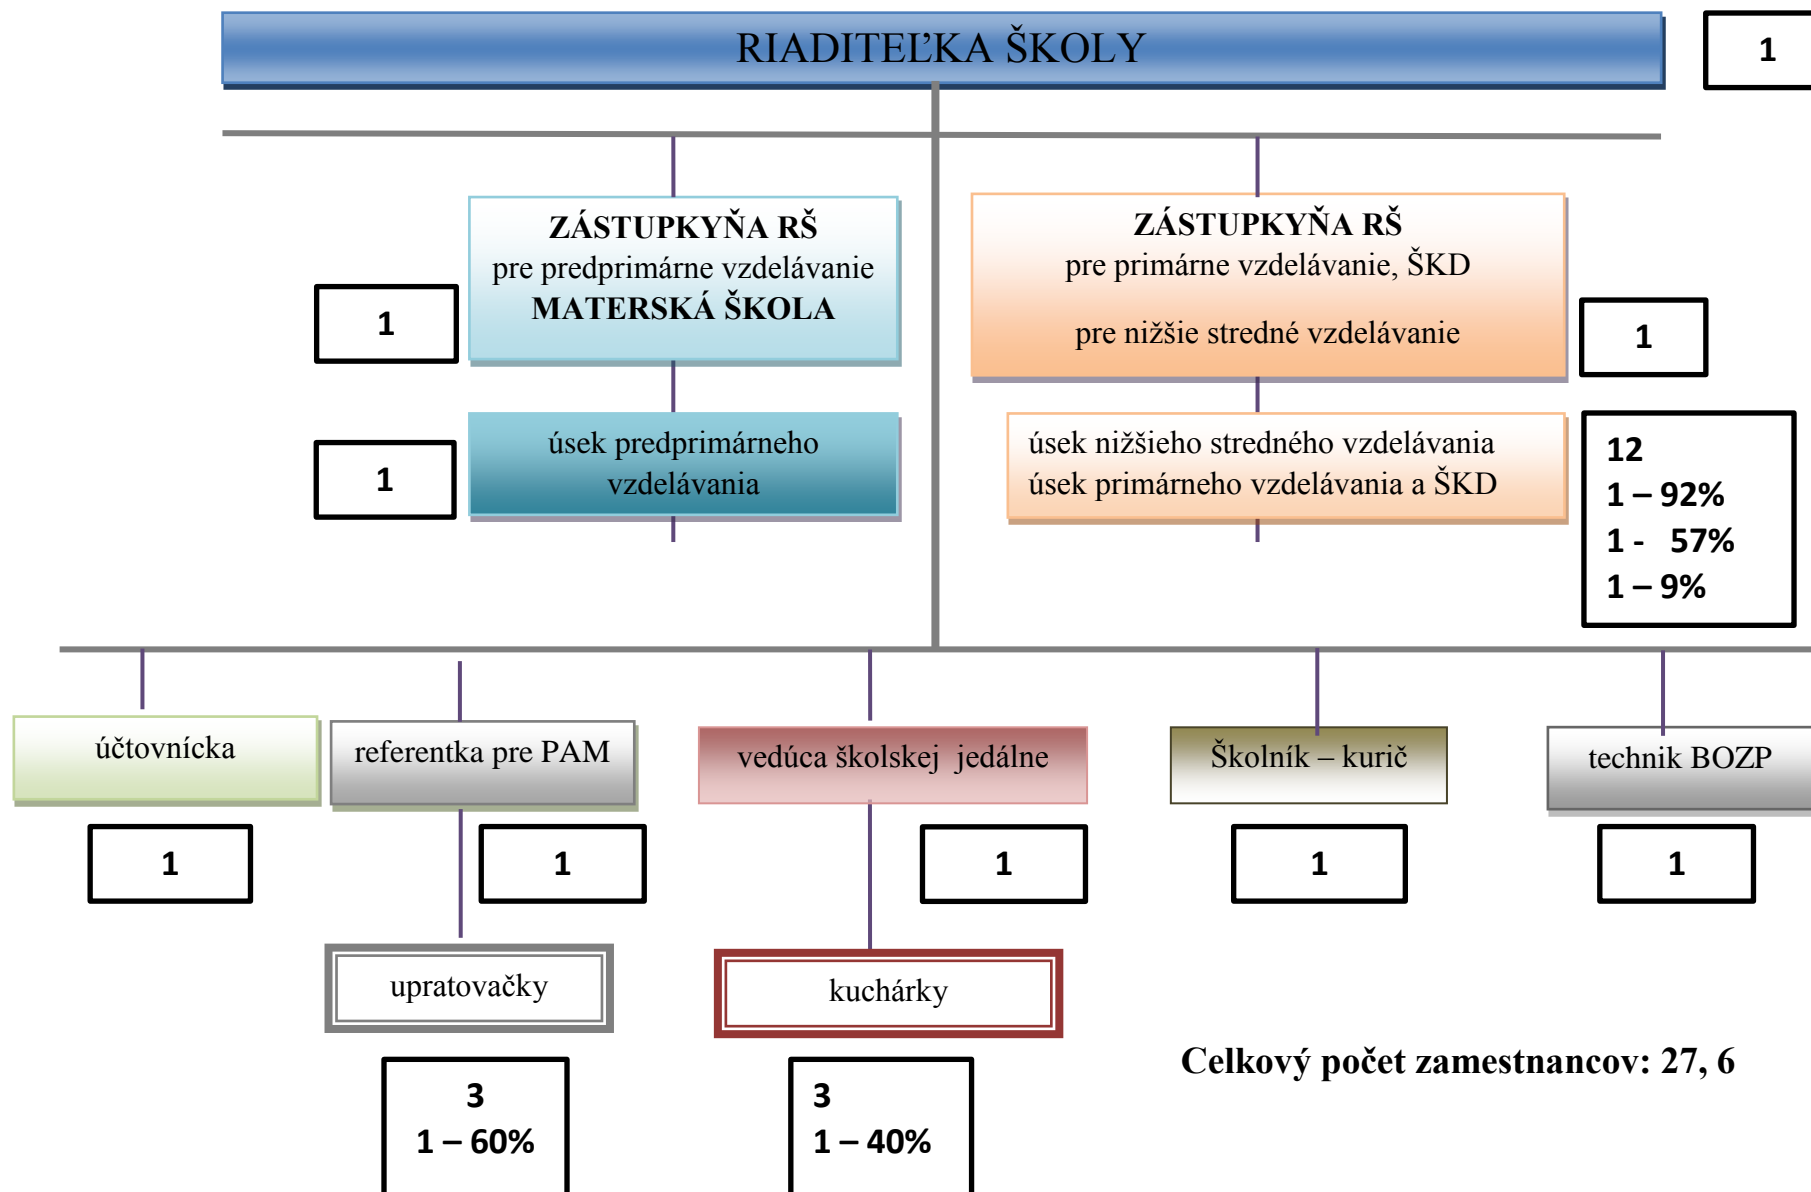 RIADITEĽKA ŠKOLY
1
ZÁSTUPKYŇA RŠ
pre predprimárne vzdelávanie
MATERSKÁ ŠKOLA
1
ZÁSTUPKYŇA RŠ
pre primárne vzdelávanie, ŠKD
pre nižšie stredné vzdelávanie
1
úsek predprimárneho
vzdelávania
1
úsek nižšieho stredného vzdelávania
úsek primárneho vzdelávania a ŠKD
12
1 – 92%
1 - 57%
1 – 9%
účtovnícka
referentka pre PAM
vedúca školskej jedálne
Školník – kurič
technik BOZP
1
1
1
1
1
upratovačky
kuchárky
3
1 – 60%
3
1 – 40%
Celkový počet zamestnancov: 27, 6